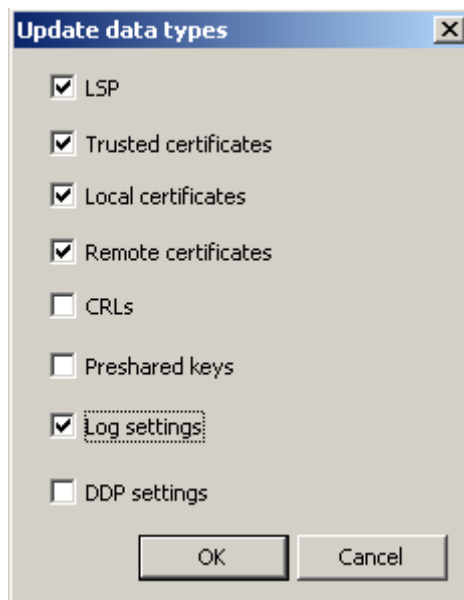 Update data types
LSP
Trusted certificates
Local certificates
Remote certificates
CRLs
Preshared keys
Log settings
DDP settings
OK Cancel